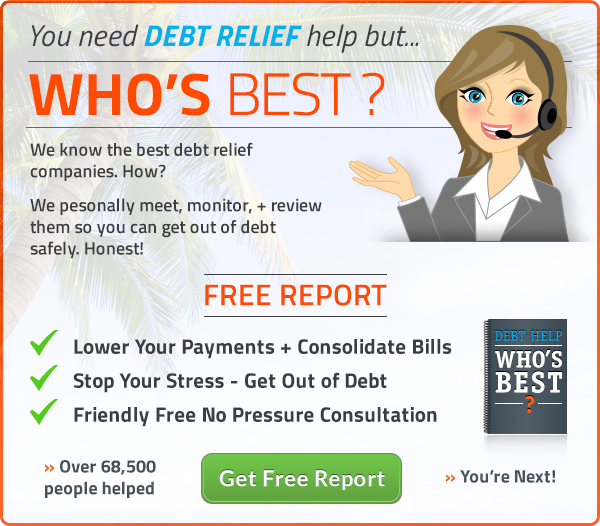 You need DEBT RELIEF help but...
WHO'S BEST?
We know the best debt relief
companies. How?
We pesonally meet, monitor, + review
them so you can get out of debt
safely. Honest!
FREE REPORT
Lower Your Payments + Consolidate Bills
Stop Your Stress - Get Out of Debt
Friendly Free No Pressure Consultation
DEBT HELP
WHO'S
BEST
?
» Over 68,500
people helped
Get Free Report
» You're Next!